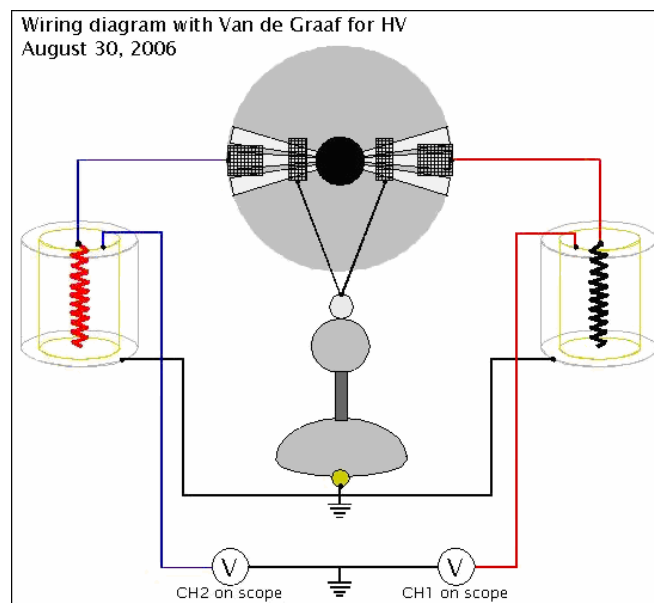 Wiring diagram with Van de Graaf for HV
August 30, 2006
V
V
CH2 on scope
CH1 on scope